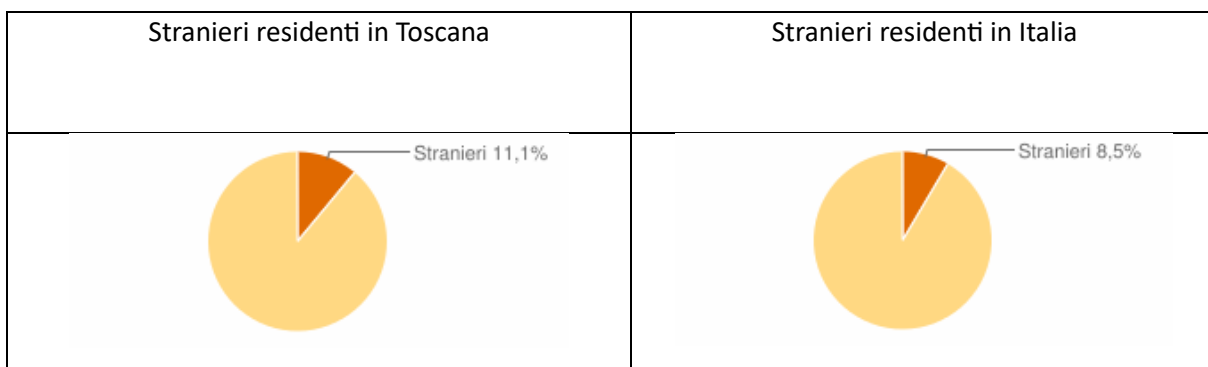 Stranieri residenti in Toscana
Stranieri residenti in Italia
Stranieri 11,1%
Stranieri 8,5%